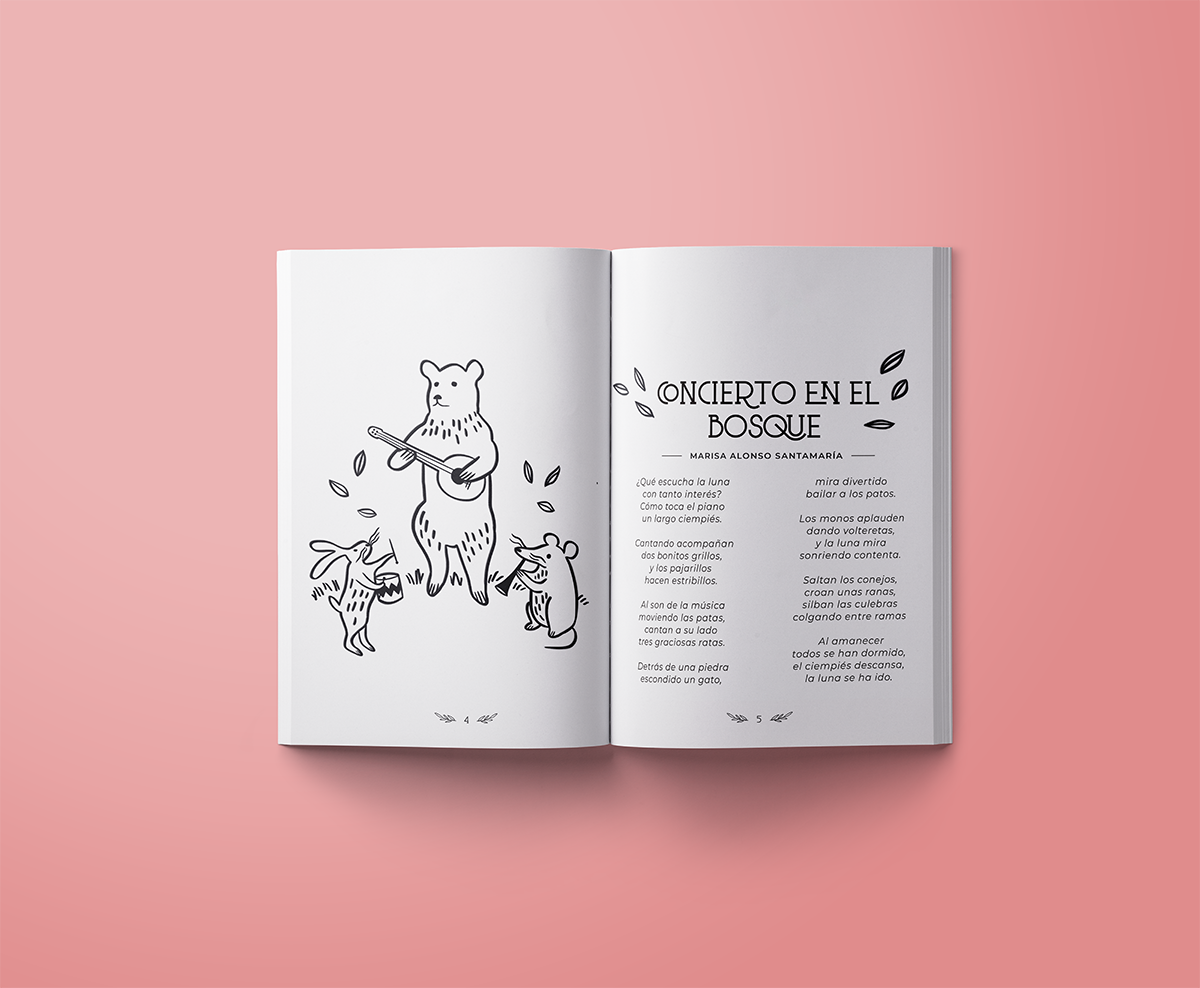 4
CONCIERTO EN EL
BOSQUE
MARISA ALONSO SANTAMARÍA
¿Qué escucha la luna
con tanto interés?
Cómo toca el piano
un largo ciempiés.
Cantando acompañan
dos bonitos grillos,
y los pajarillos
hacen estribillos.
Al son de la música
moviendo las patas,
cantan a su lado
tres graciosas ratas.
Detrás de una piedra
escondido un gato,
mira divertido
bailar a los patos.
Los monos aplauden
dando volteretas,
y la luna mira
sonriendo contenta.
Saltan los conejos,
croan unas ranas,
silban las culebras
colgando entre ramas
Al amanecer
todos se han dormido,
el ciempiés descansa,
la luna se ha ido.
5